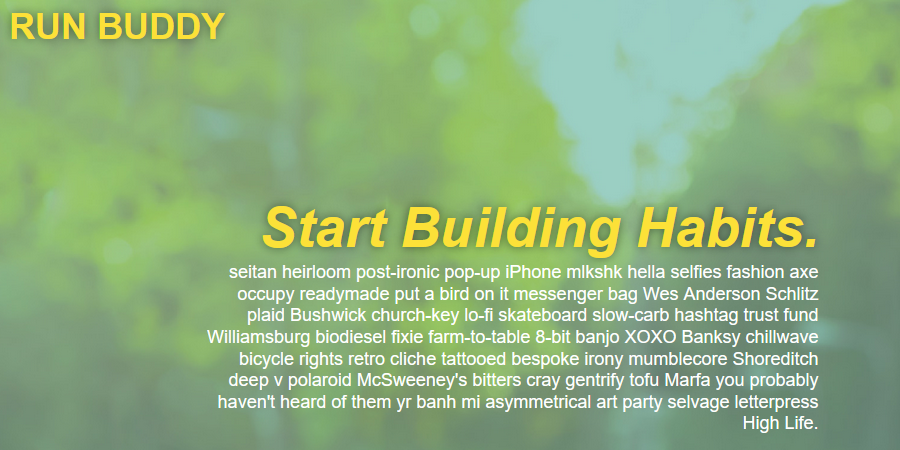 RUN BUDDY
Start Building Habits.
seitan heirloom post-ironic pop-up iPhone mlkshk hella selfies fashion axe
occupy readymade put a bird on it messenger bag Wes Anderson Schlitz
plaid Bushwick church-key lo-fi skateboard slow-carb hashtag trust fund
Williamsburg biodiesel fixie farm-to-table 8-bit banjo XOXO Banksy chillwave
bicycle rights retro cliche tattooed bespoke irony mumblecore Shoreditch
deep v polaroid McSweeney's bitters cray gentrify tofu Marfa you probably
haven't heard of them yr banh mi asymmetrical art party selvage letterpress
High Life.